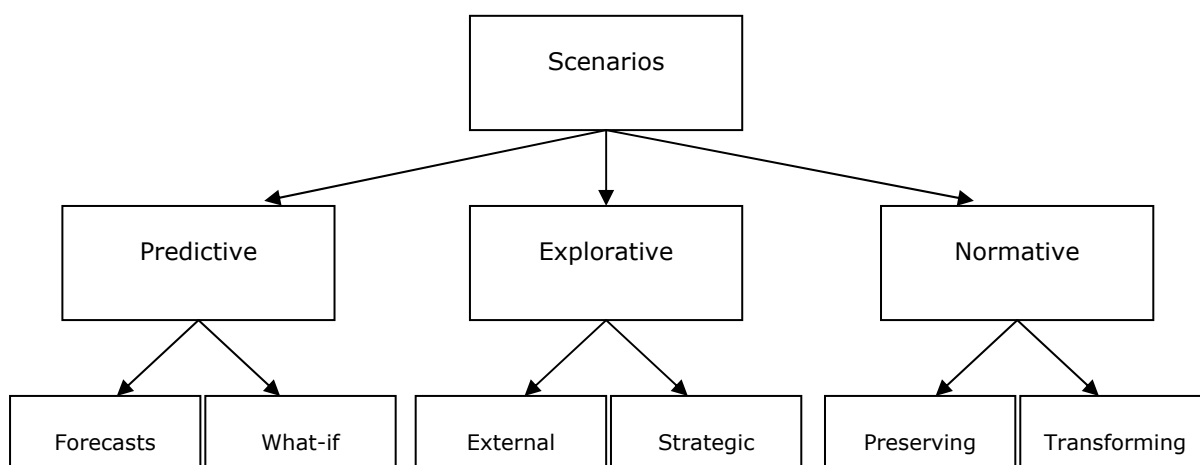 Scenarios
Predictive
Explorative
Normative
Forecasts
What-if
External
Strategic
Preserving
Transforming